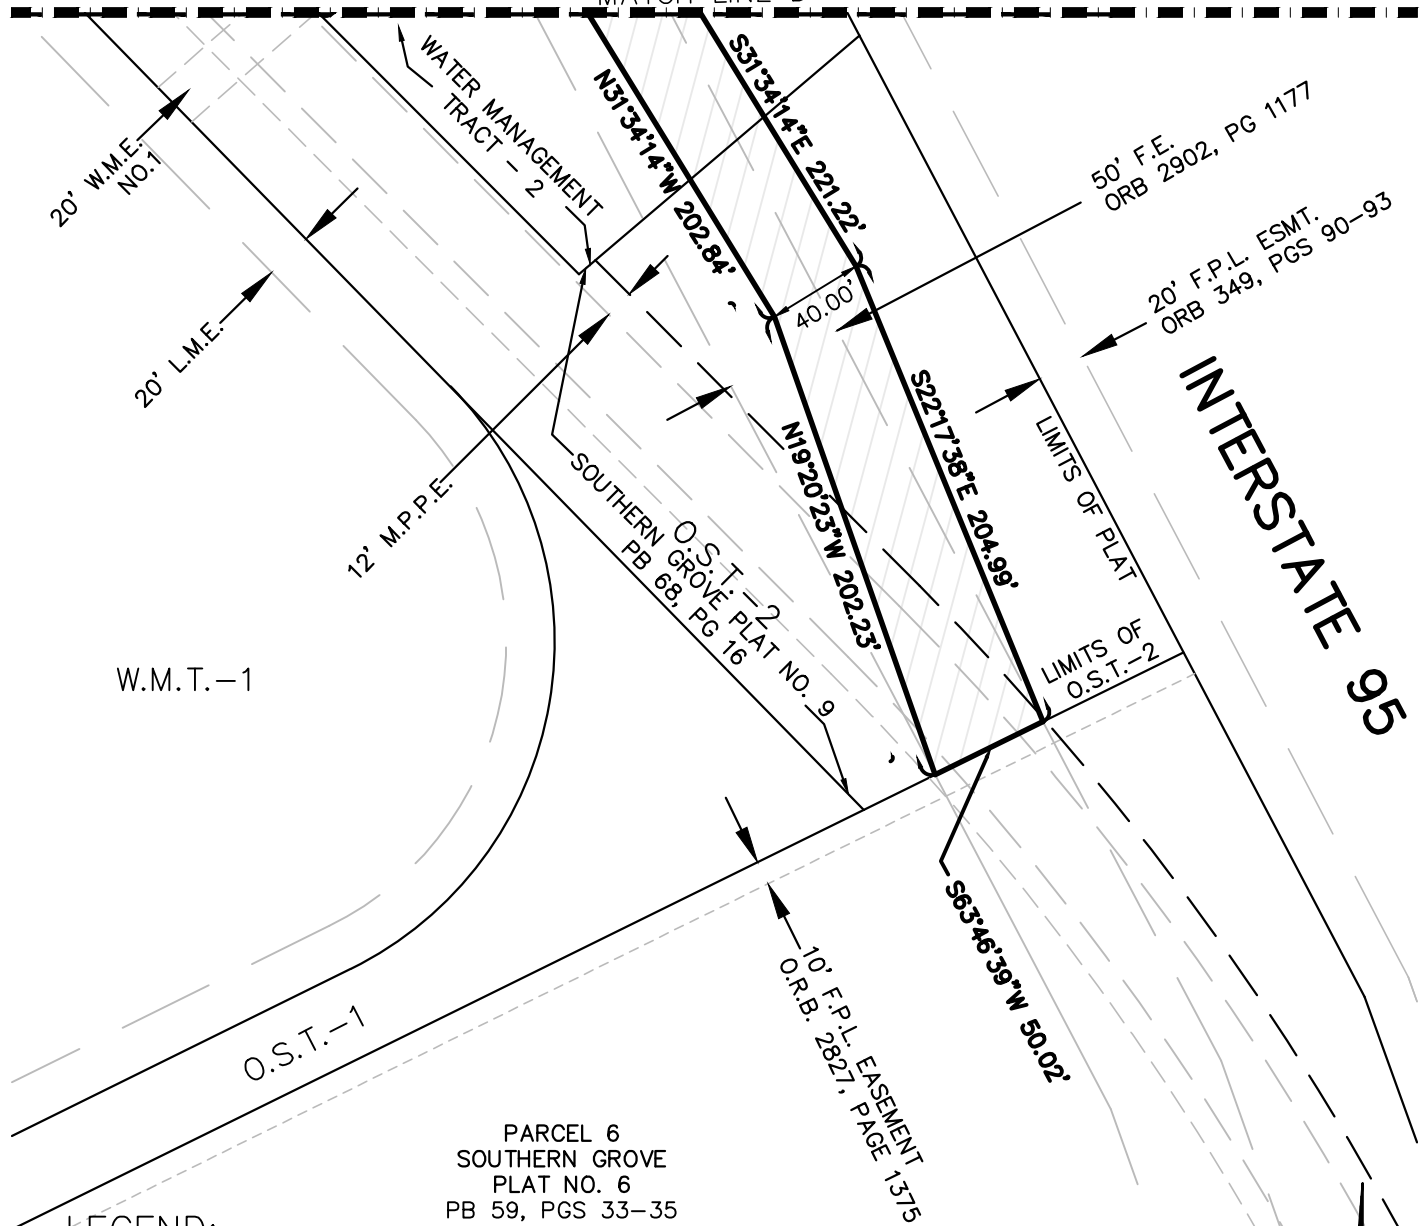 MATCH LINE
WATER MANAGEMENT
TRACT - 2
20' W.M.E.
NO.1
20' L.M.E.
12' M.P.P.E.
N31°34'14"W 202.84'
S31°34'14"E 221.22'
40.00'
50' F.E.
ORB 2902, PG 1177
20' F.P.L. ESMT.
ORB 349, PGS 90-93
INTERSTATE 95
LIMITS OF PLAT
S22°17'38"E 204.99'
N19°20'23"W 202.23'
O.S.T.-2
SOUTHERN GROVE PLAT NO. 9
PB 68, PG 16
LIMITS OF
O.S.T.-2
W.M.T.-1
S63°46'39"W 50.02'
10' F.P.L. EASEMENT
O.R.B. 2827, PAGE 1375
O.S.T.-1
PARCEL 6
SOUTHERN GROVE
PLAT NO. 6
PB 59, PGS 33-35
LEGEND: